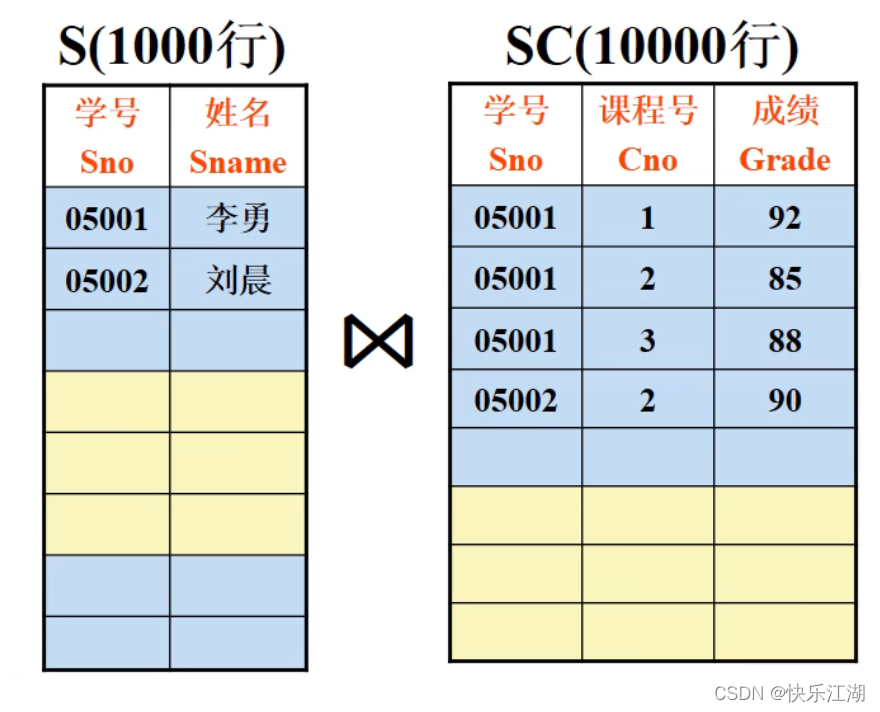 S(1000行)
SC(10000行)
学号 姓名
Sno Sname
05001 李勇
05002 刘晨
⋈
学号 课程号 成绩
Sno Cno Grade
05001 1 92
05001 2 85
05001 3 88
05002 2 90
CSDN @快乐江湖